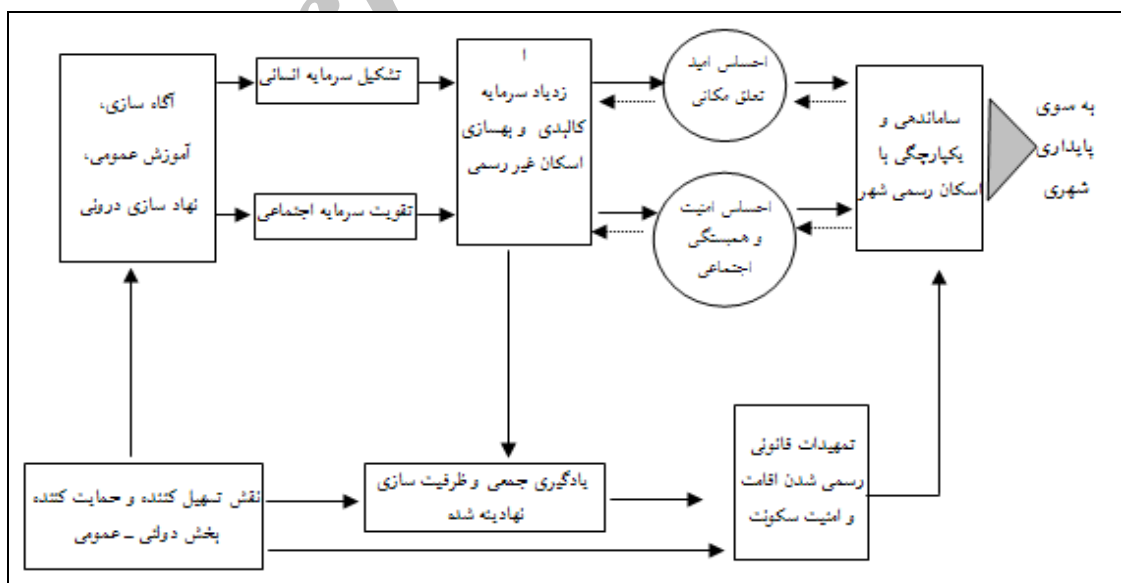 آگاه سازی،
آموزش عمومی،
نهاد سازی درونی
تشکیل سرمایه انسانی
تقویت سرمایه اجتماعی
ا
زدیاد سرمایه
کالبدی و بهسازی
اسکان غیر رسمی
احساس امید
تعلق مکانی
احساس امنیت
و همبستگی
اجتماعی
ساماندهی و
یکپارچگی با
اسکان رسمی شهر
به سوی
پایداری
شهری
نقش تسهیل کننده و حمایت کننده
بخش دولتی – عمومی
یادگیری جمعی و ظرفیت سازی
نهادینه شده
تمهیدات قانونی
رسمی شدن اقامت
و امنیت سکونت